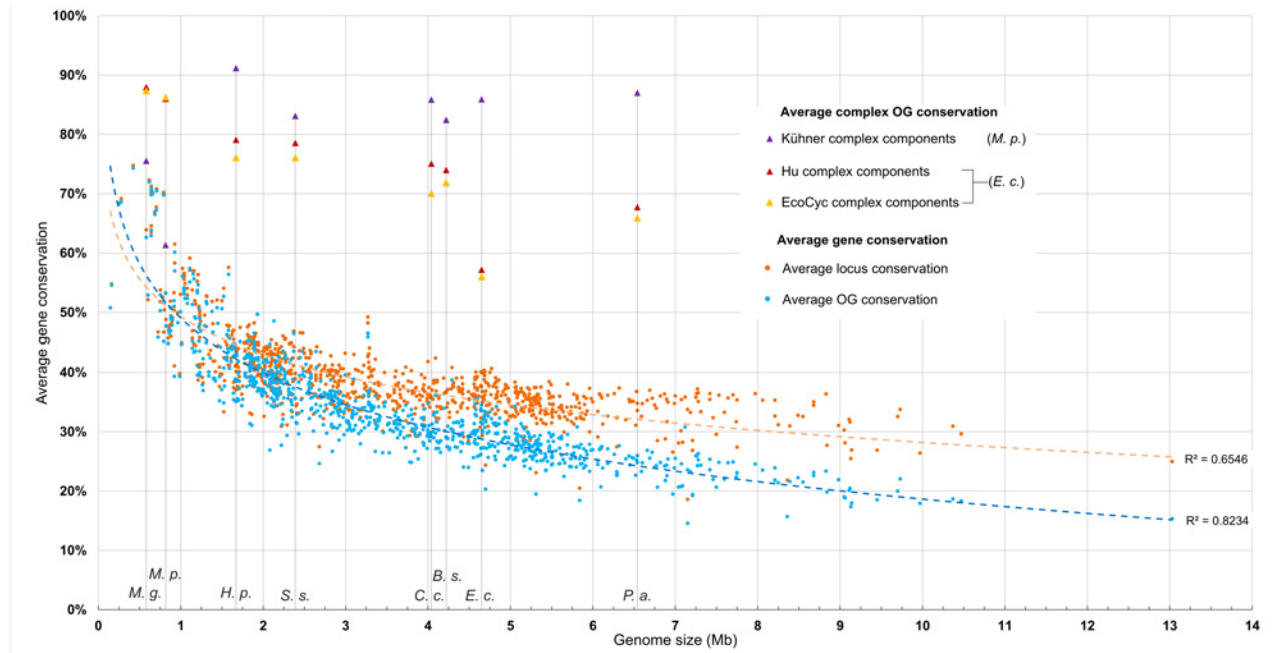 100%
90%
80%
70%
60%
50%
40%
30%
20%
10%
0%
Average gene conservation
Average complex OG conservation
Kühner complex components (M. p.)
Hu complex components
(E. c.)
EcoCyc complex components
Average gene conservation
Average locus conservation
Average OG conservation
R² = 0.6546
R² = 0.8234
M. p. B. s.
M. g. H. p. S. s. C. c. E. c. P. a.
0 1 2 3 4 5 6 7 8 9 10 11 12 13 14
Genome size (Mb)